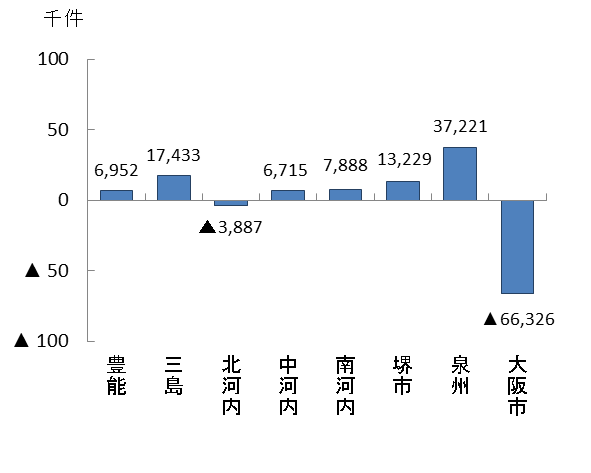 千件
100
50
0
▲ 50
▲ 100
6,952
17,433
▲3,887
6,715
7,888
13,229
37,221
▲66,326
豊能
三島
北河内
中河内
南河内
堺市
泉州
大阪市